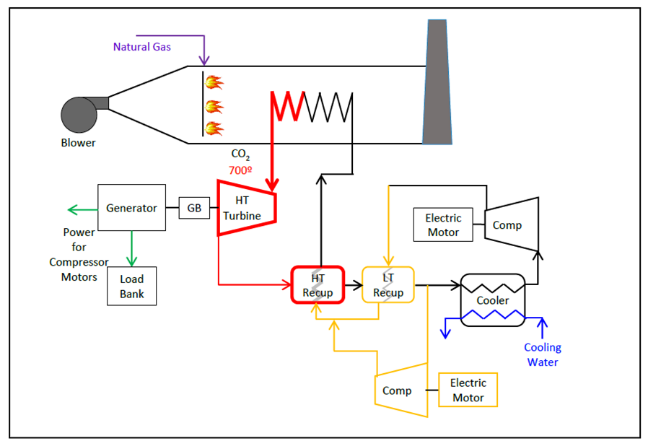 Natural Gas
Blower
CO2
700º
HT
Turbine
GB
Generator
Power
for
Compressor
Motors
Load
Bank
HT
Recup
LT
Recup
Electric
Motor
Comp
Cooler
Cooling
Water
Comp
Electric
Motor